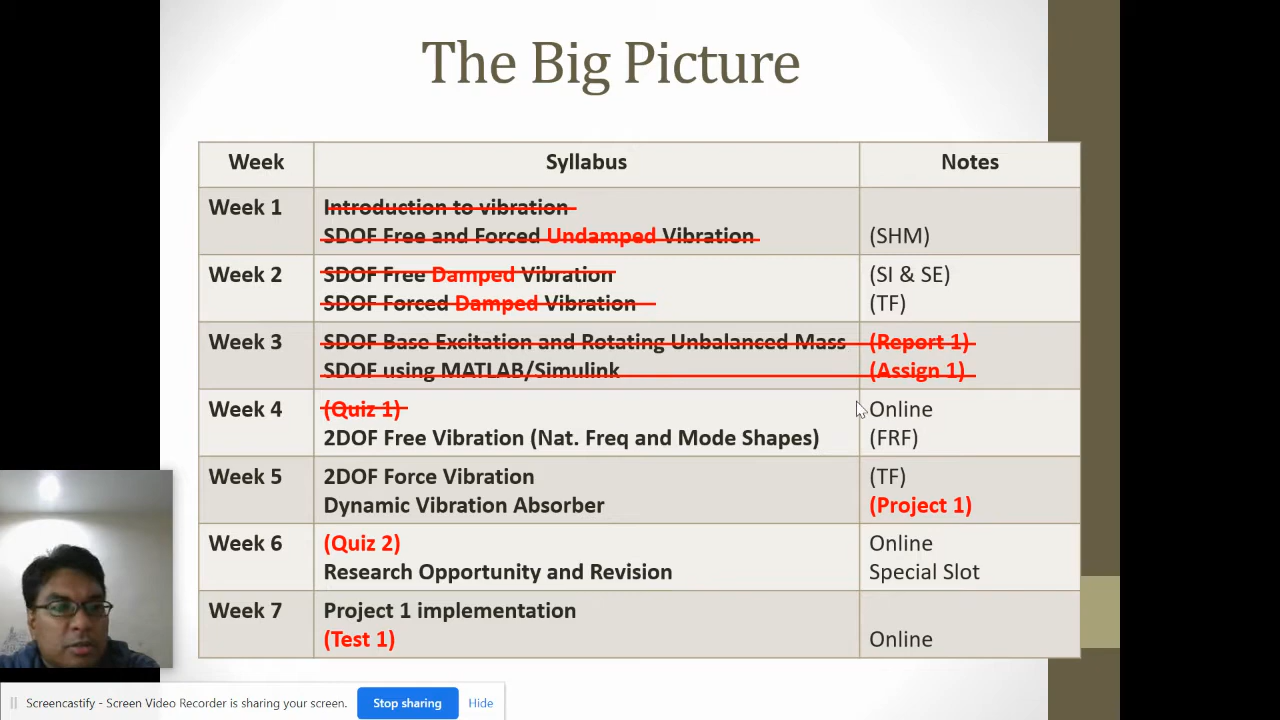 The Big Picture
Week Syllabus Notes
Week 1 Introduction to vibration
SDOF Free and Forced Undamped Vibration (SHM)
Week 2 SDOF Free Damped Vibration (SI & SE)
SDOF Forced Damped Vibration (TF)
Week 3 SDOF Base Excitation and Rotating Unbalanced Mass (Report 1)
SDOF using MATLAB/Simulink (Assign 1)
Week 4 (Quiz 1) Online
2DOF Free Vibration (Nat. Freq and Mode Shapes) (FRF)
Week 5 2DOF Force Vibration (TF)
Dynamic Vibration Absorber (Project 1)
Week 6 (Quiz 2) Online
Research Opportunity and Revision Special Slot
Week 7 Project 1 implementation
(Test 1) Online
Screencastify - Screen Video Recorder is sharing your screen. Stop sharing Hide